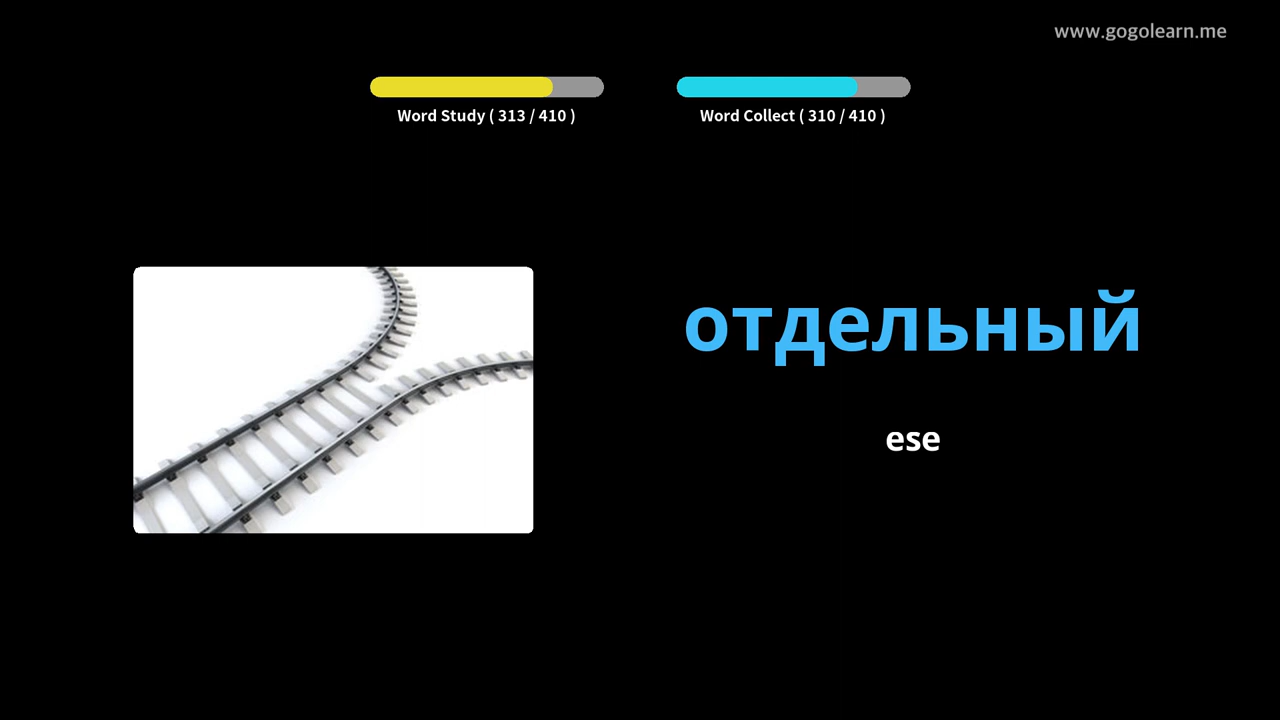 www.gogolearn.me
Word Study ( 313 / 410 )
Word Collect ( 310 / 410 )
отдельный
ese